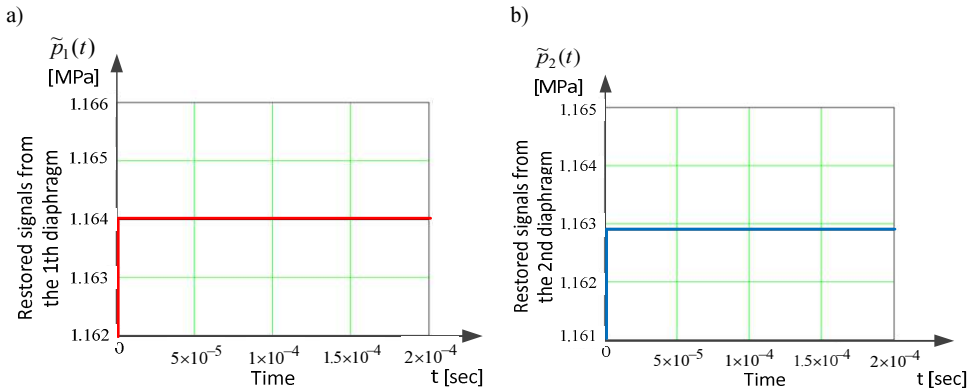 a)
p̃₁(t)
[MPa]
Restored signals from
the 1th diaphragm
1.166
1.165
1.164
1.163
1.162
0
5×10⁻⁵
1×10⁻⁴
1.5×10⁻⁴
2×10⁻⁴
Time
t [sec]
b)
p̃₂(t)
[MPa]
Restored signals from
the 2nd diaphragm
1.165
1.164
1.163
1.162
1.161
0
5×10⁻⁵
1×10⁻⁴
1.5×10⁻⁴
2×10⁻⁴
Time
t [sec]